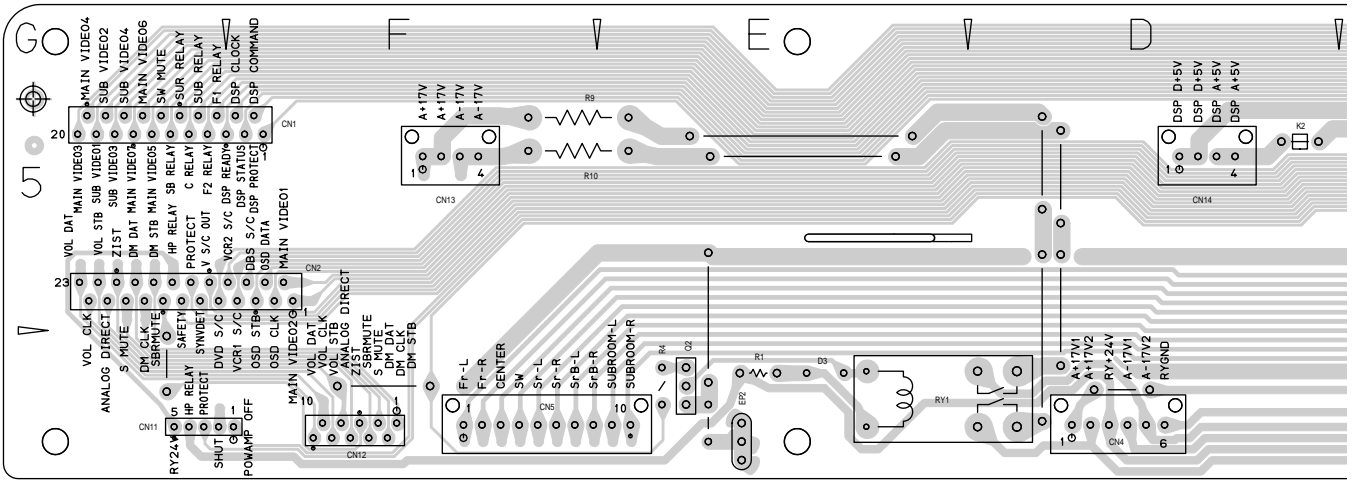 G
F
E
D
5
MAIN VIDEO4
SUB VIDEO2
SUB VIDEO4
MAIN VIDEO6
SW MUTE
SUR RELAY
SUB RELAY
F1 RELAY
DSP CLOCK
DSP COMMAND
20
1
CN1
MAIN VIDEO3
SUB VIDEO1
SUB VIDEO3
MAIN VIDEO7
MAIN VIDEO5
SB RELAY
C RELAY
F2 RELAY
DSP READY
DSP STATUS
DSP PROTECT
VOL DAT
VOL STB
ZIST
DM DAT
DM STB
HP RELAY
PROTECT
V S/C OUT
VCR2 S/C
DBS S/C
OSD DATA
MAIN VIDEO1
23
1
CN2
VOL CLK
ANALOG DIRECT
S MUTE
DM CLK
SBRMUTE
SAFETY
SYNVDET
DVD S/C
VCR1 S/C
OSD STB
OSD CLK
MAIN VIDEO2
VOL DAT
VOL CLK
VOL STB
ANALOG DIRECT
ZIST
SBRMUTE
S MUTE
DM DAT
DM CLK
DM STB
10
1
CN12
HP RELAY
PROTECT
5
1
CN11
RY24V
SHUT
POWAMP OFF
A+17V
A+17V
A-17V
A-17V
1
4
CN13
R9
R10
Fr-L
Fr-R
CENTER
SW
Sr-L
Sr-R
SrB-L
SrB-R
SUBROOM-L
SUBROOM-R
1
10
CN5
R4
Q2
R1
D3
EP2
RY1
A+17V1
A+17V2
RY+24V
A-17V1
A-17V2
RYGND
1
6
CN4
DSP D+5V
DSP D+5V
DSP A+5V
DSP A+5V
1
4
CN14
K2